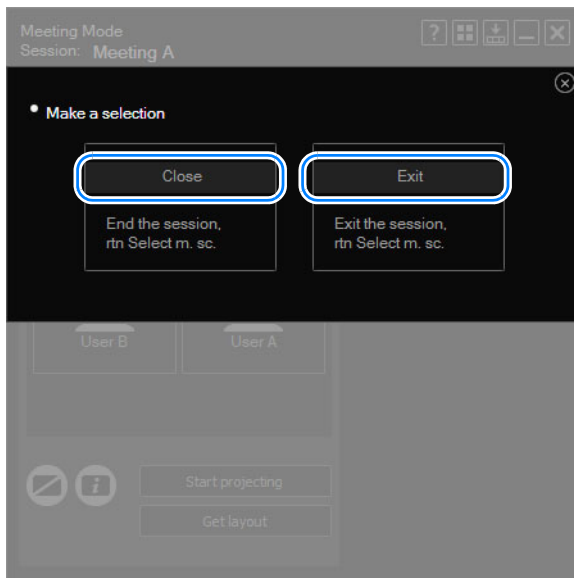 Meeting Mode
Session: Meeting A
?
Make a selection
Close
Exit
End the session,
rtn Select m. sc.
Exit the session,
rtn Select m. sc.
User B
User A
i
Start projecting
Get layout